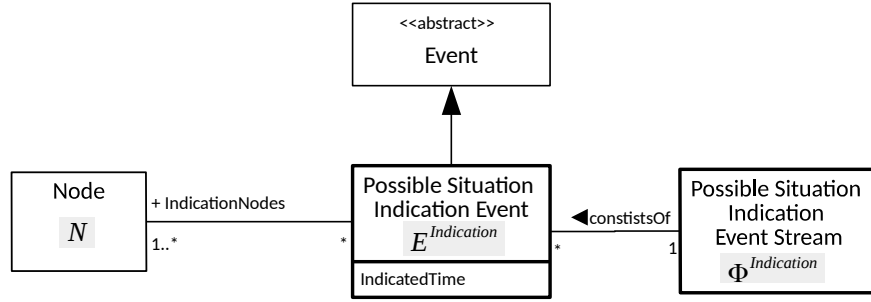 <<abstract>>
Event
Node
N
+ IndicationNodes
1..*
*
Possible Situation
Indication Event
E^Indication
IndicatedTime
◀constistsOf
*
1
Possible Situation
Indication
Event Stream
Φ^Indication